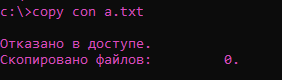 c:\>copy con a.txt
Отказано в доступе.
Скопировано файлов:         0.